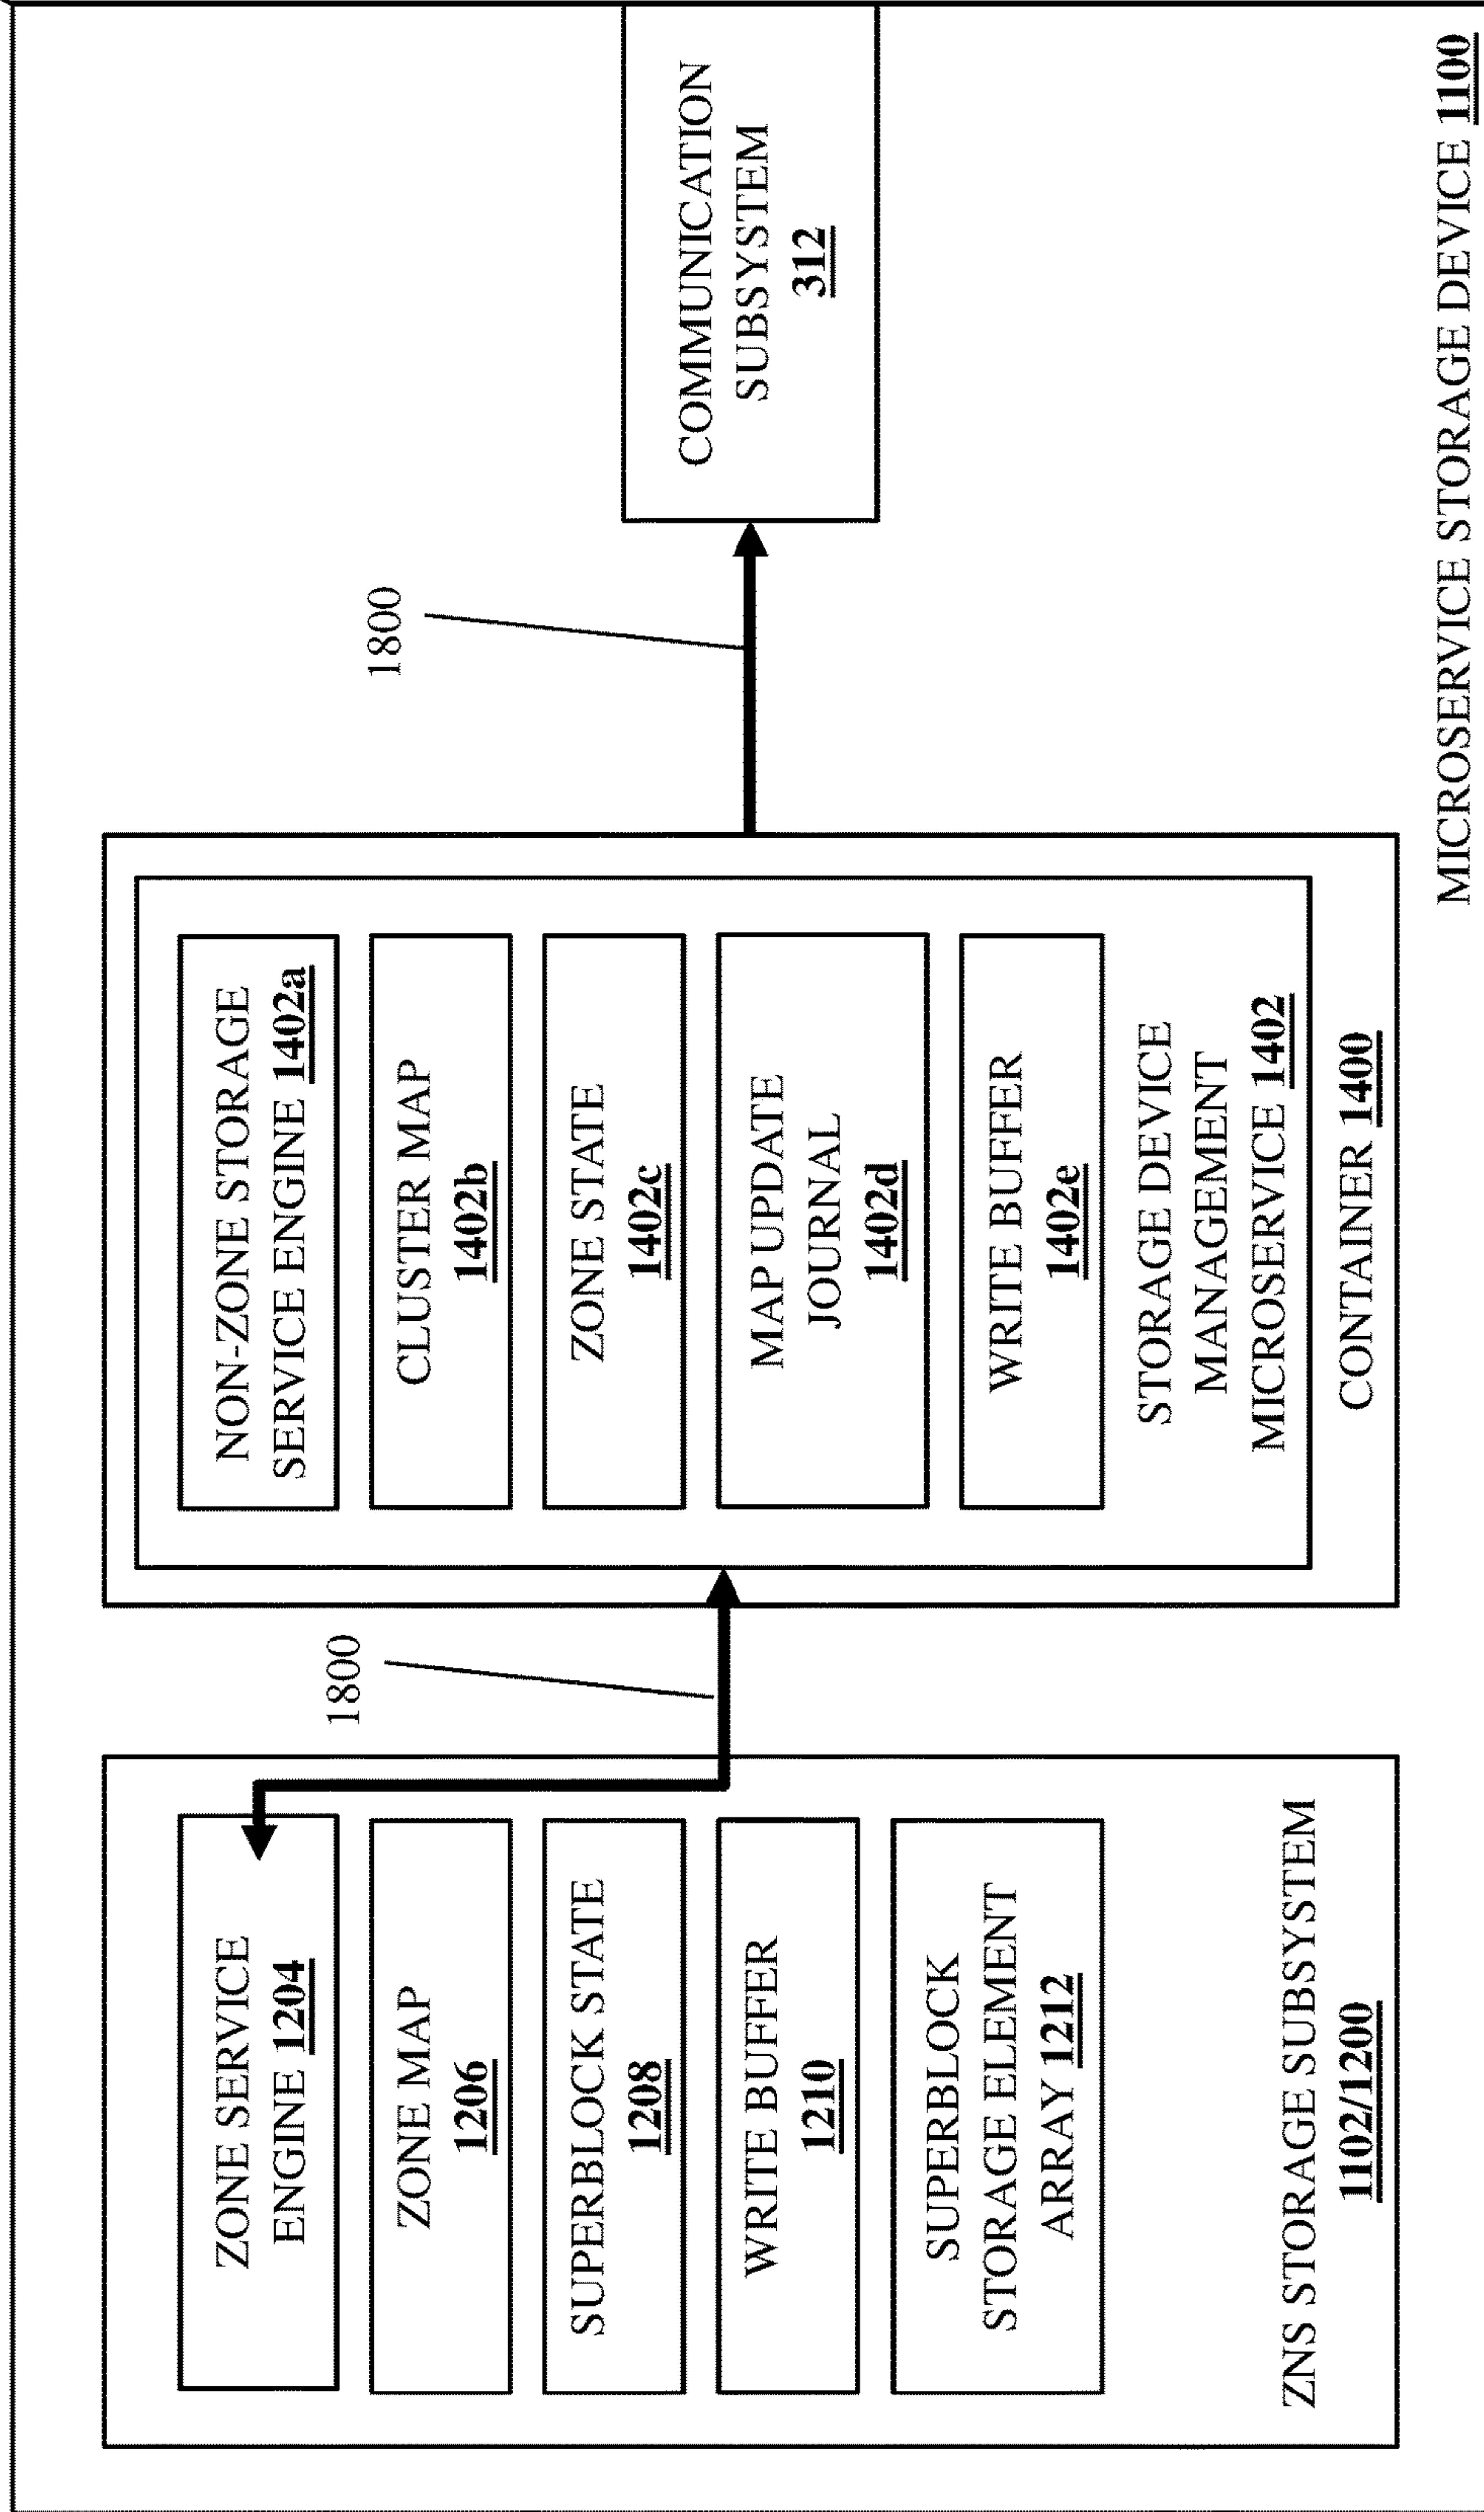 ZONE SERVICE
ENGINE 1204
ZONE MAP
1206
SUPERBLOCK STATE
1208
WRITE BUFFER
1210
SUPERBLOCK
STORAGE ELEMENT
ARRAY 1212
ZNS STORAGE SUBSYSTEM
1102/1200
1800
NON-ZONE STORAGE
SERVICE ENGINE 1402a
CLUSTER MAP
1402b
ZONE STATE
1402c
MAP UPDATE
JOURNAL
1402d
WRITE BUFFER
1402e
STORAGE DEVICE
MANAGEMENT
MICROSERVICE 1402
CONTAINER 1400
1800
COMMUNICATION
SUBSYSTEM
312
MICROSERVICE STORAGE DEVICE 1100